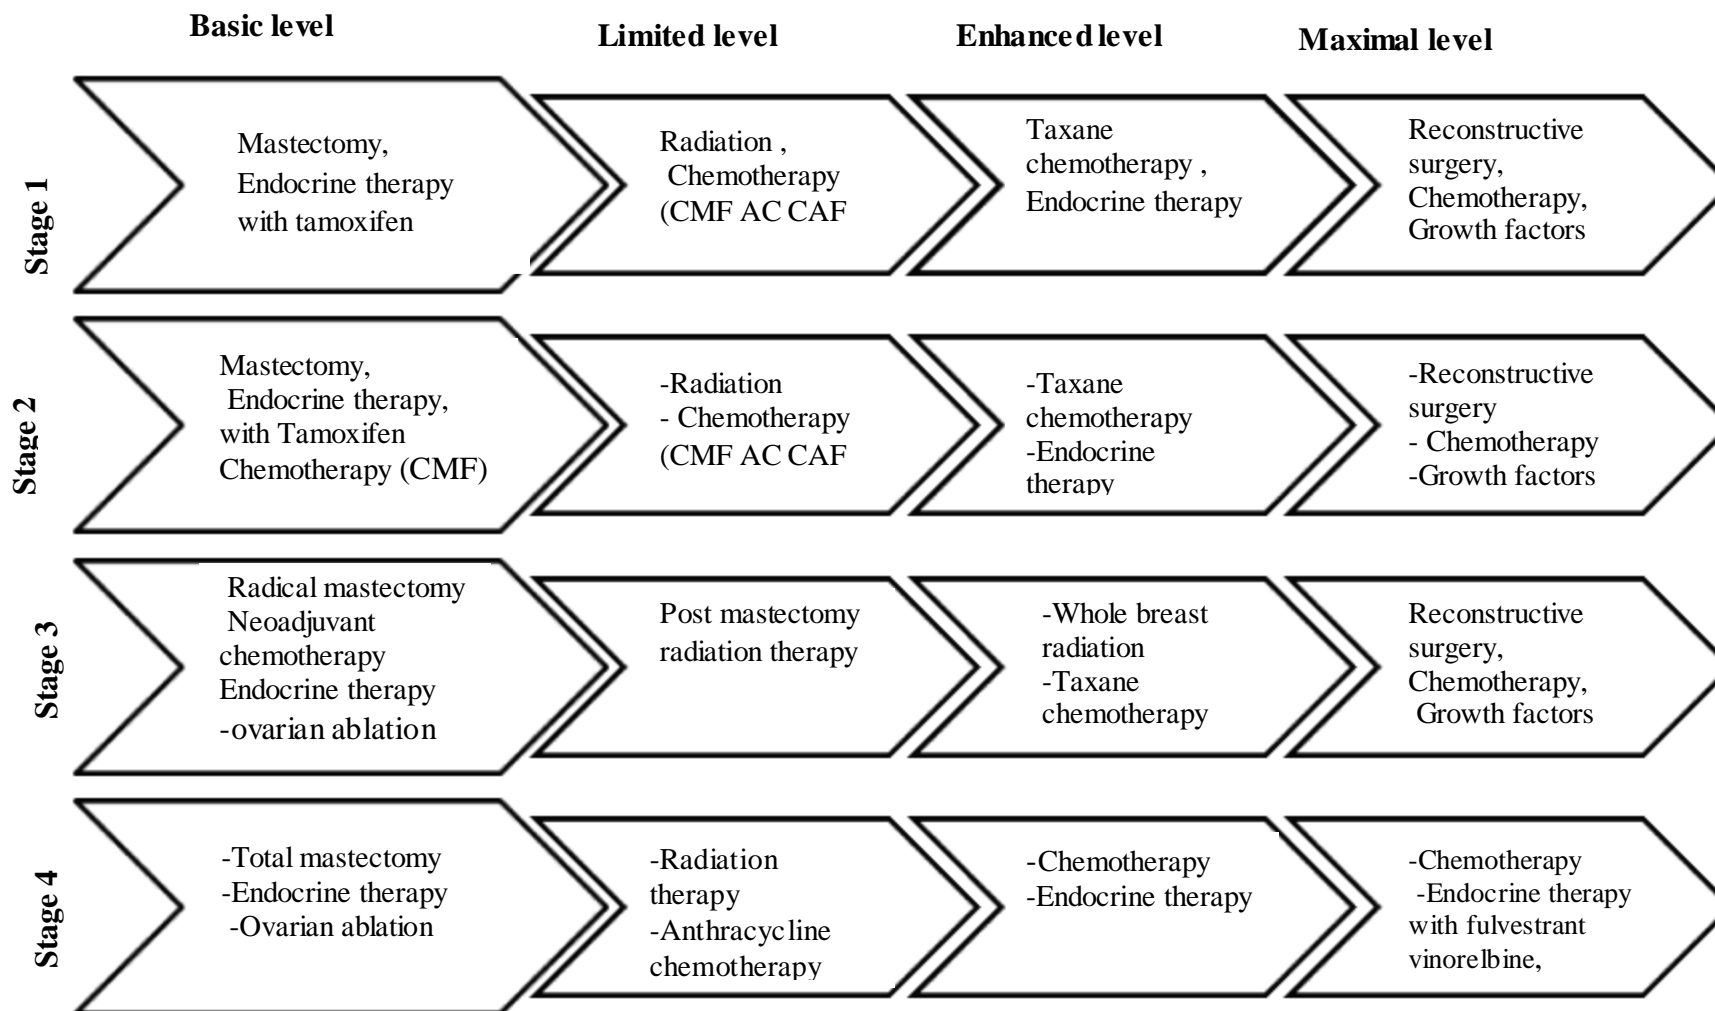 Basic level
Limited level
Enhanced level
Maximal level
Stage 1
Mastectomy,
Endocrine therapy
with tamoxifen
Radiation ,
Chemotherapy
(CMF AC CAF
Taxane
chemotherapy ,
Endocrine therapy
Reconstructive
surgery,
Chemotherapy,
Growth factors
Stage 2
Mastectomy,
Endocrine therapy,
with Tamoxifen
Chemotherapy (CMF)
-Radiation
- Chemotherapy
(CMF AC CAF
-Taxane
chemotherapy
-Endocrine
therapy
-Reconstructive
surgery
- Chemotherapy
-Growth factors
Stage 3
Radical mastectomy
Neoadjuvant
chemotherapy
Endocrine therapy
-ovarian ablation
Post mastectomy
radiation therapy
-Whole breast
radiation
-Taxane
chemotherapy
Reconstructive
surgery,
Chemotherapy,
Growth factors
Stage 4
-Total mastectomy
-Endocrine therapy
-Ovarian ablation
-Radiation
therapy
-Anthracycline
chemotherapy
-Chemotherapy
-Endocrine therapy
-Chemotherapy
-Endocrine therapy
with fulvestrant
vinorelbine,